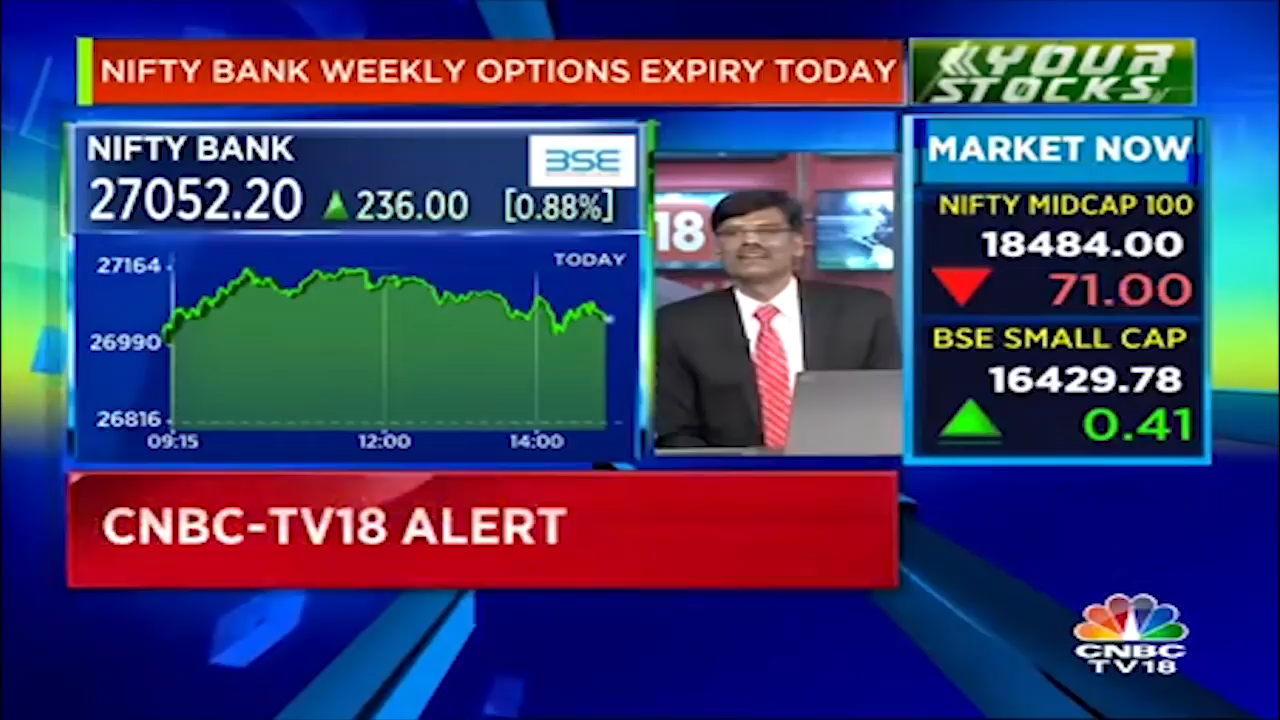 NIFTY BANK WEEKLY OPTIONS EXPIRY TODAY
YOUR
STOCKS
NIFTY BANK
BSE
27052.20 ▲ 236.00 [0.88%]
TODAY
27164
26990
26816
09:15 12:00 14:00
18
MARKET NOW
NIFTY MIDCAP 100
18484.00
▼ 71.00
BSE SMALL CAP
16429.78
▲ 0.41
CNBC-TV18 ALERT
CNBC
TV18